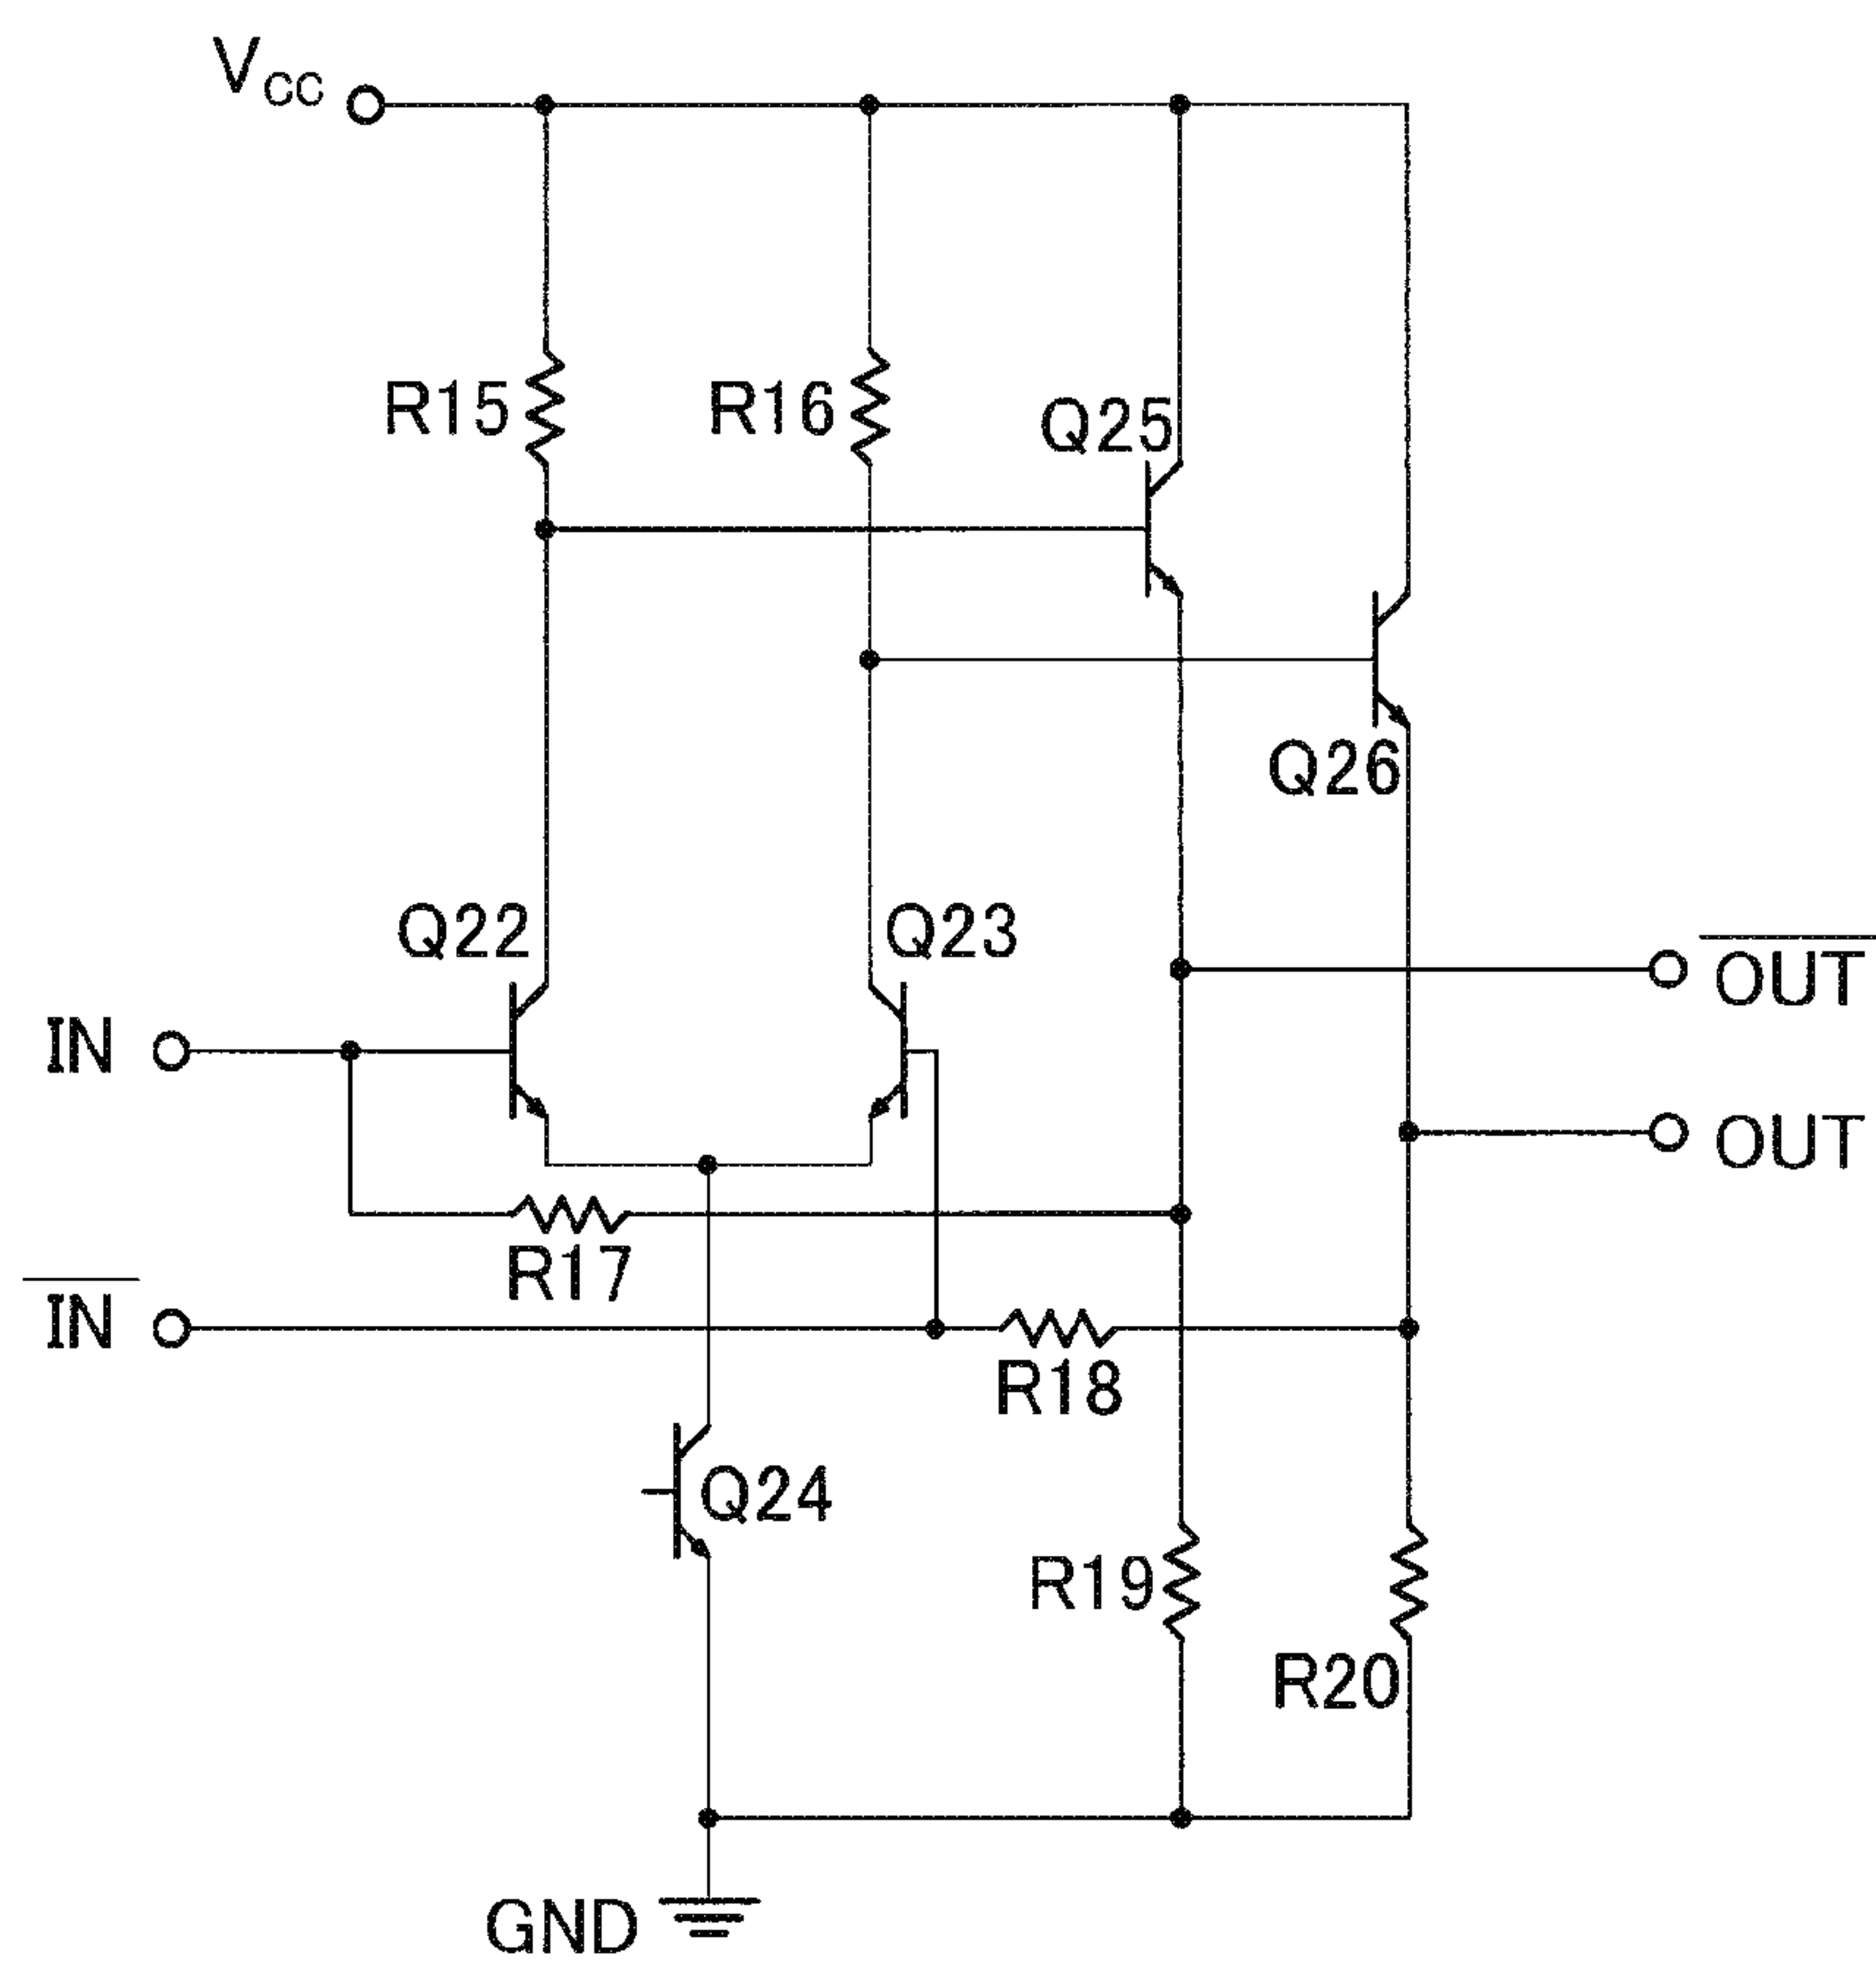 VCC
R15
R16
Q25
Q26
Q22
Q23
OUT
IN
OUT
R17
IN
R18
Q24
R19
R20
GND